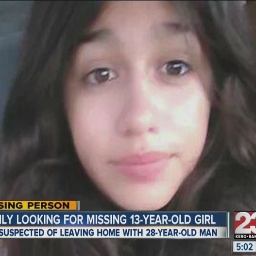 SING PERSON
ILY LOOKING FOR MISSING 13-YEAR-OLD GIRL
SUSPECTED OF LEAVING HOME WITH 28-YEAR-OLD MAN
23
5:02